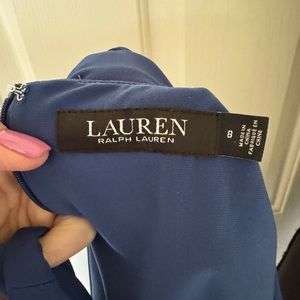 LAUREN
RALPH LAUREN
8
MADE IN
CHINA
FABRIQUÉ EN
CHINE